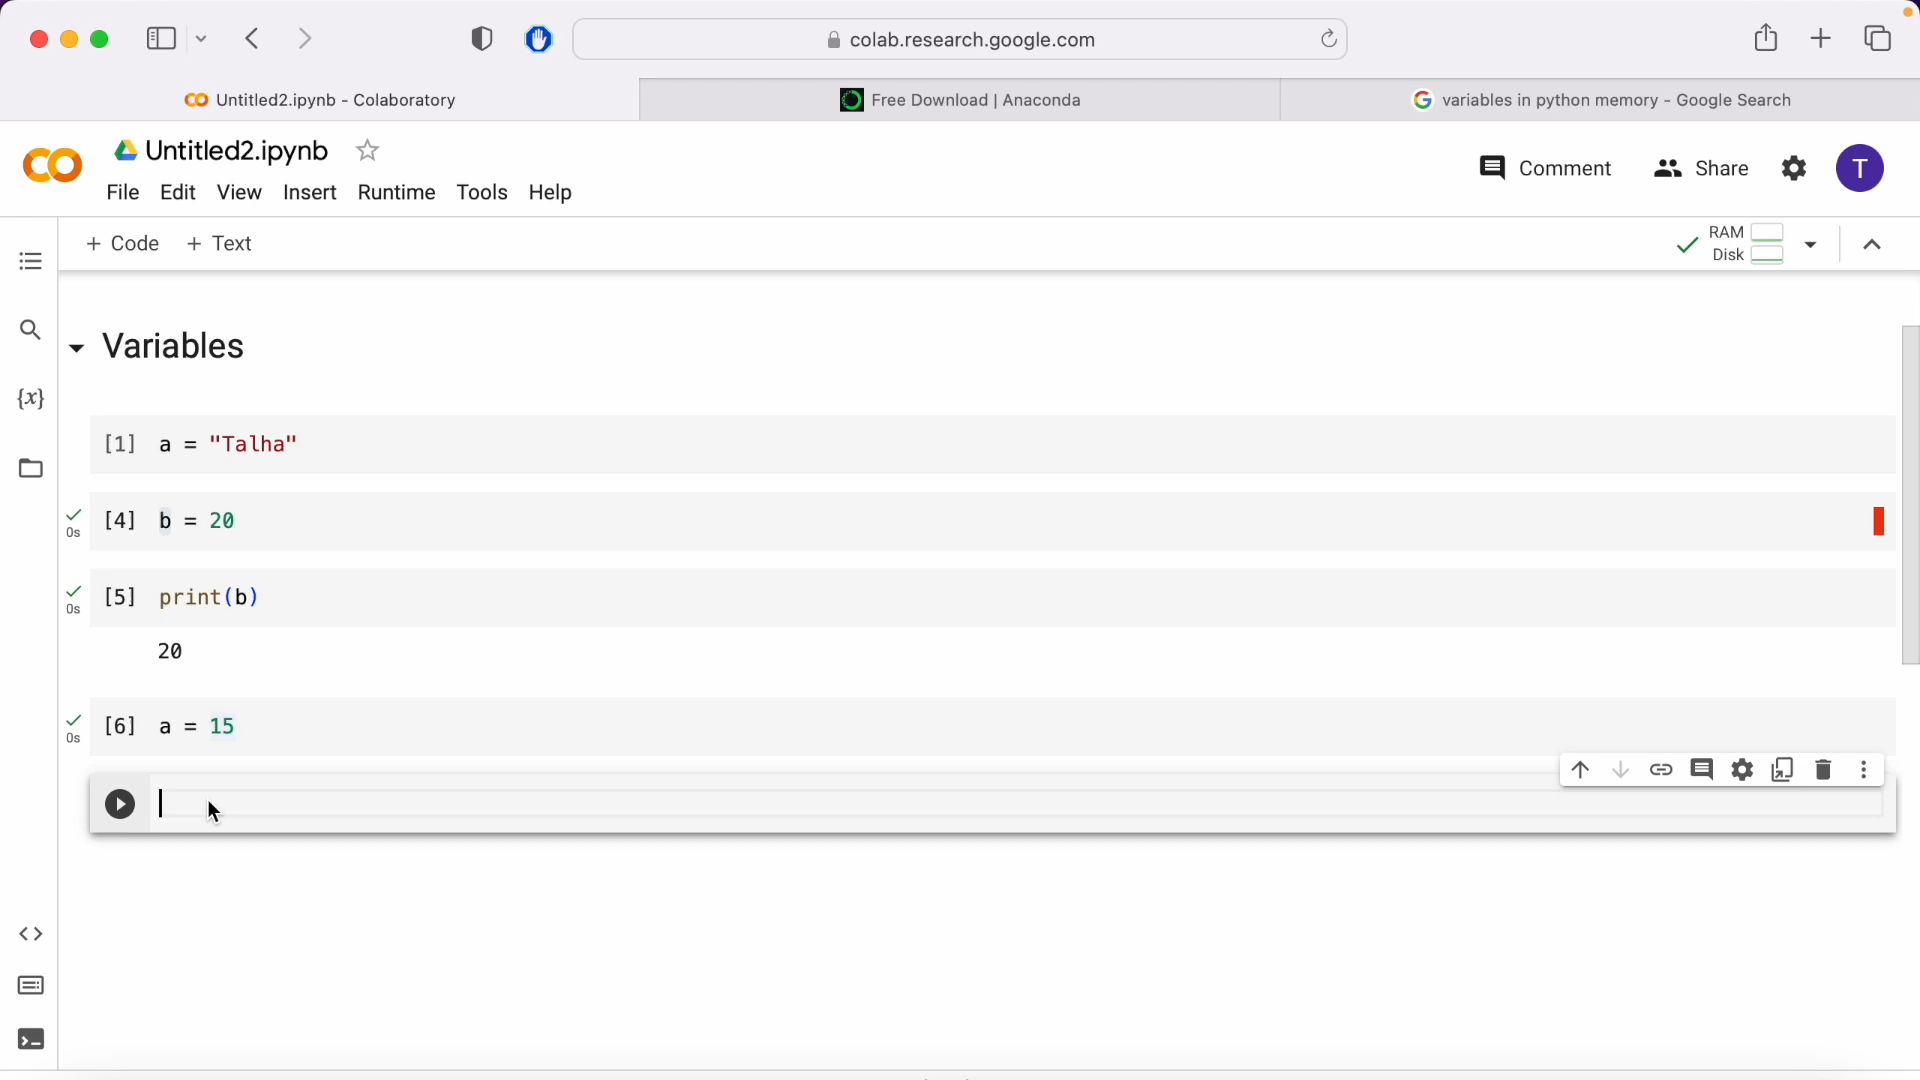 colab.research.google.com
Untitled2.ipynb - Colaboratory
Free Download | Anaconda
variables in python memory - Google Search
Untitled2.ipynb
Comment
Share
T
File Edit View Insert Runtime Tools Help
+ Code + Text
RAM
Disk
Variables
{x}
[1] a = "Talha"
[4] b = 20
0s
[5] print(b)
0s
20
[6] a = 15
0s